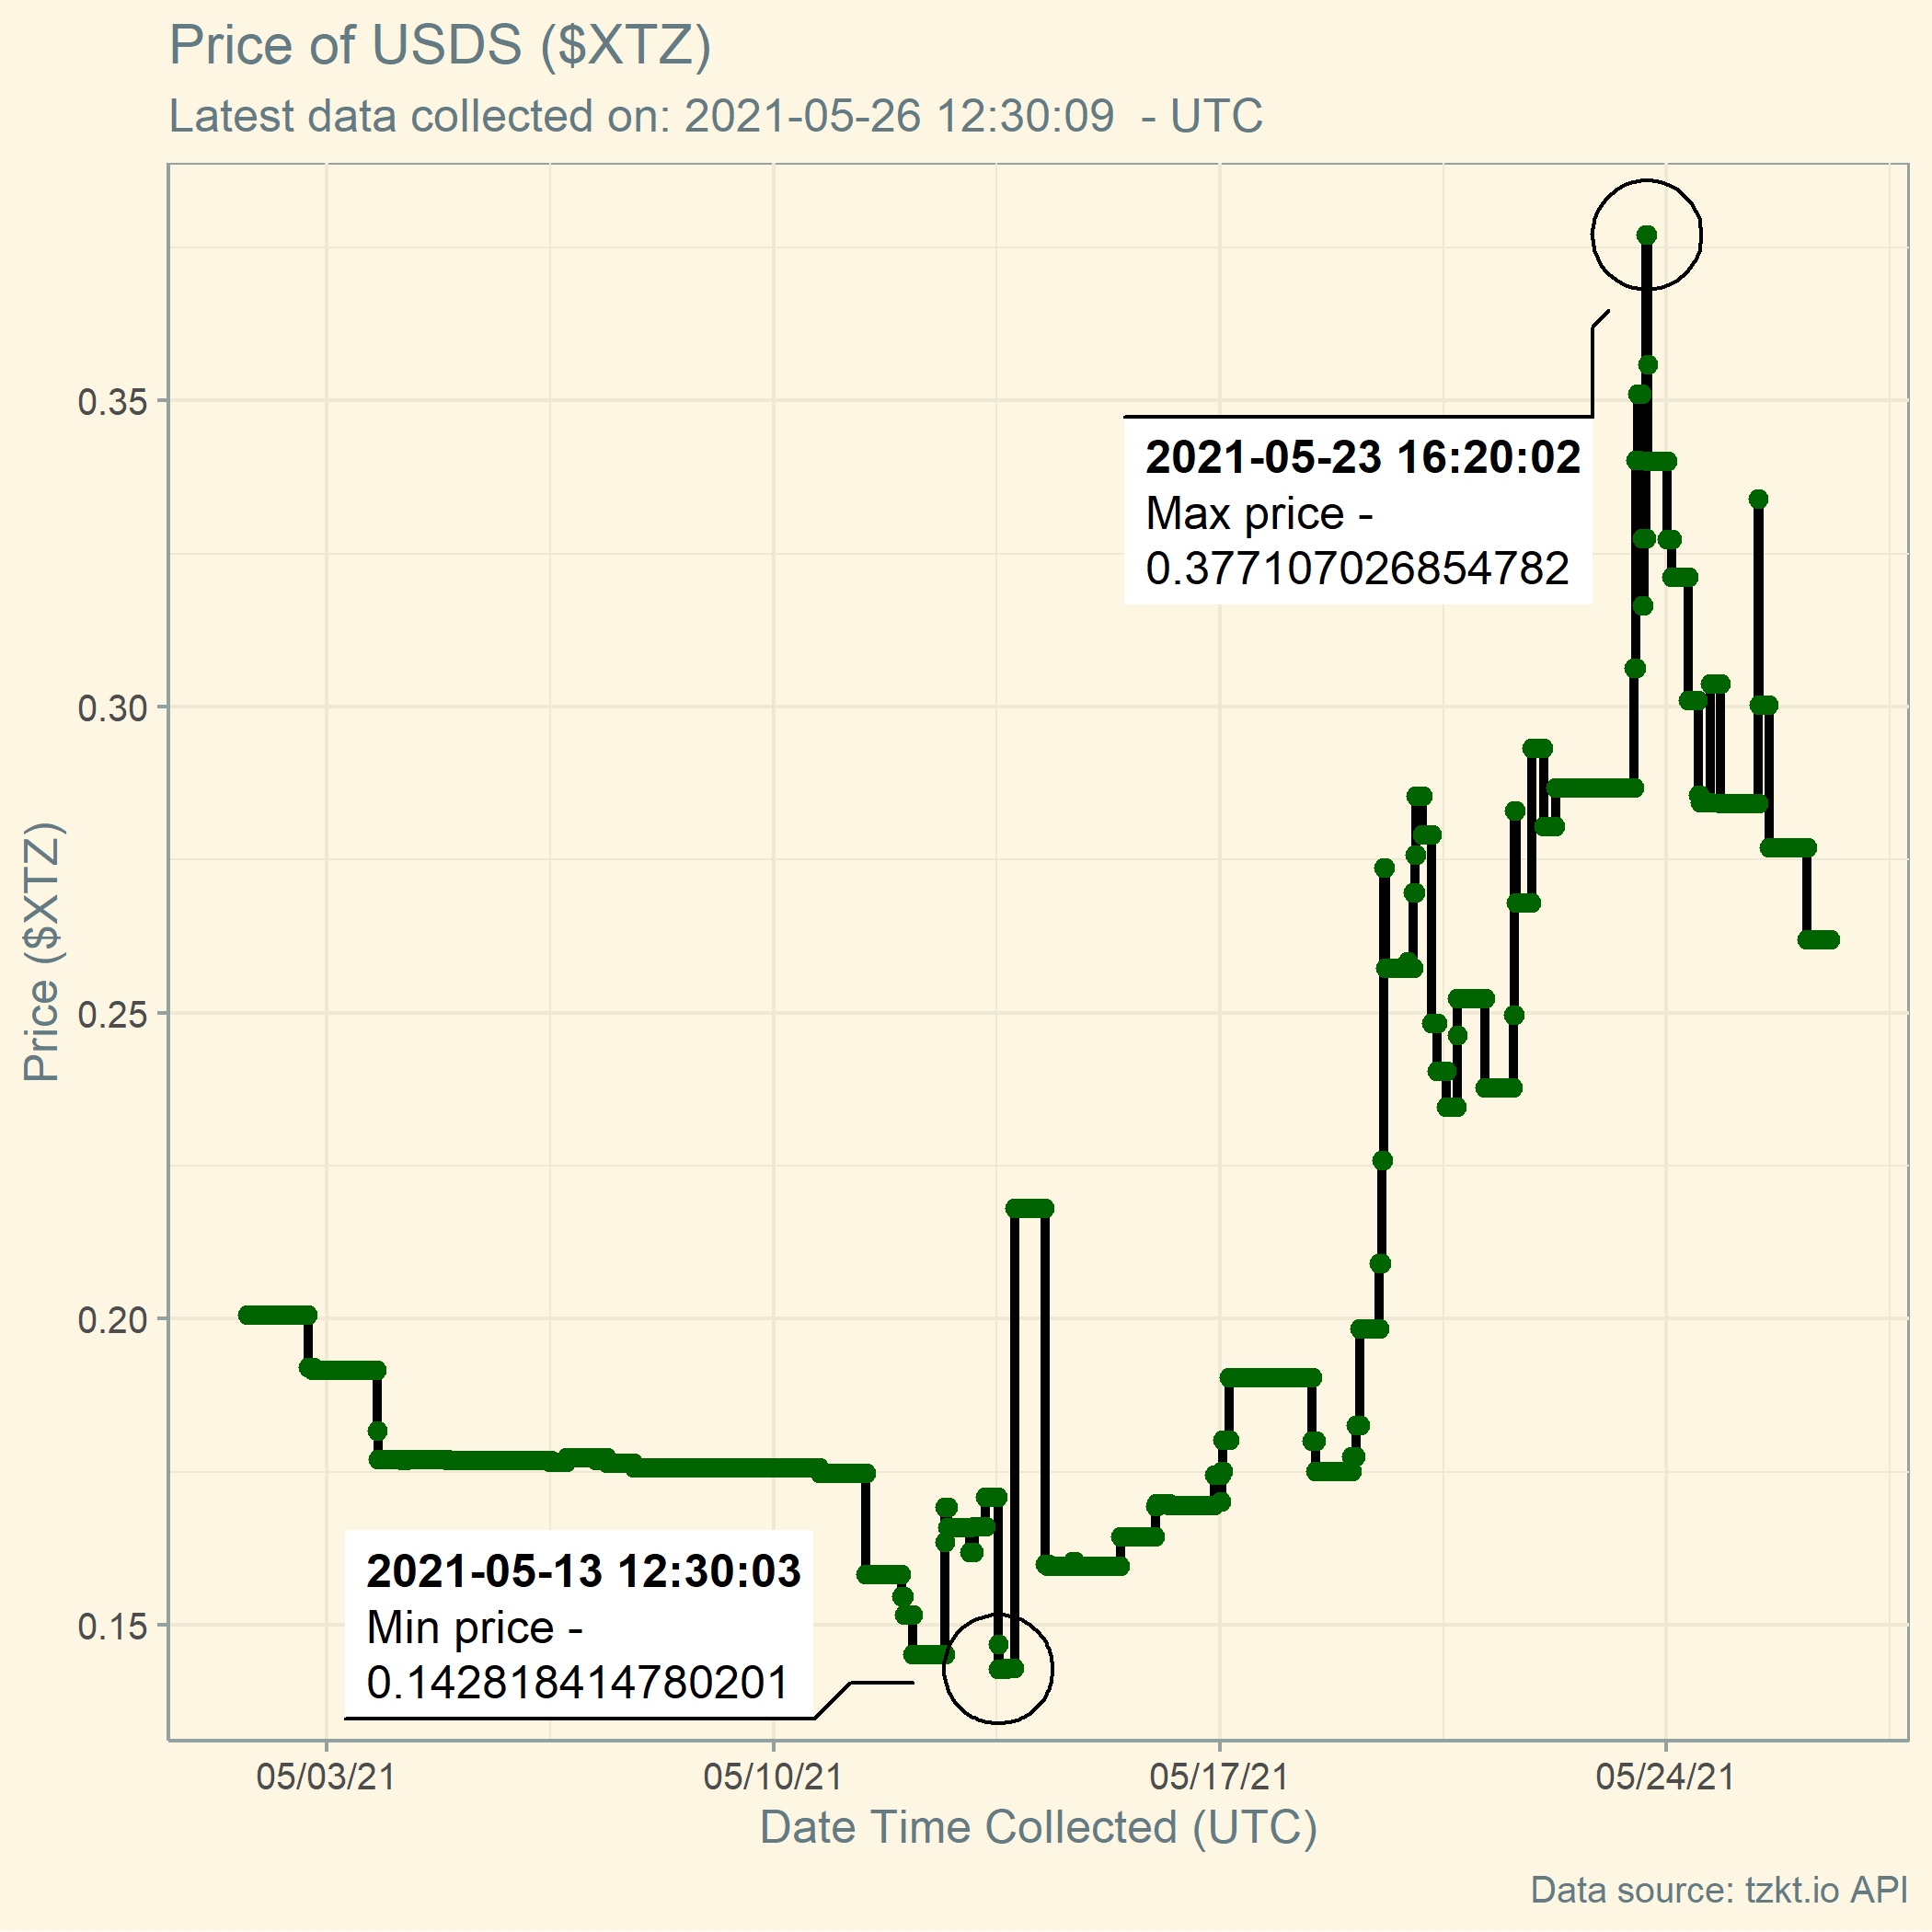 Price of USDS ($XTZ)
Latest data collected on: 2021-05-26 12:30:09  - UTC
2021-05-23 16:20:02
Max price -
0.377107026854782
0.35
0.30
0.25
0.20
0.15
Price ($XTZ)
2021-05-13 12:30:03
Min price -
0.142818414780201
05/03/21
05/10/21
05/17/21
05/24/21
Date Time Collected (UTC)
Data source: tzkt.io API